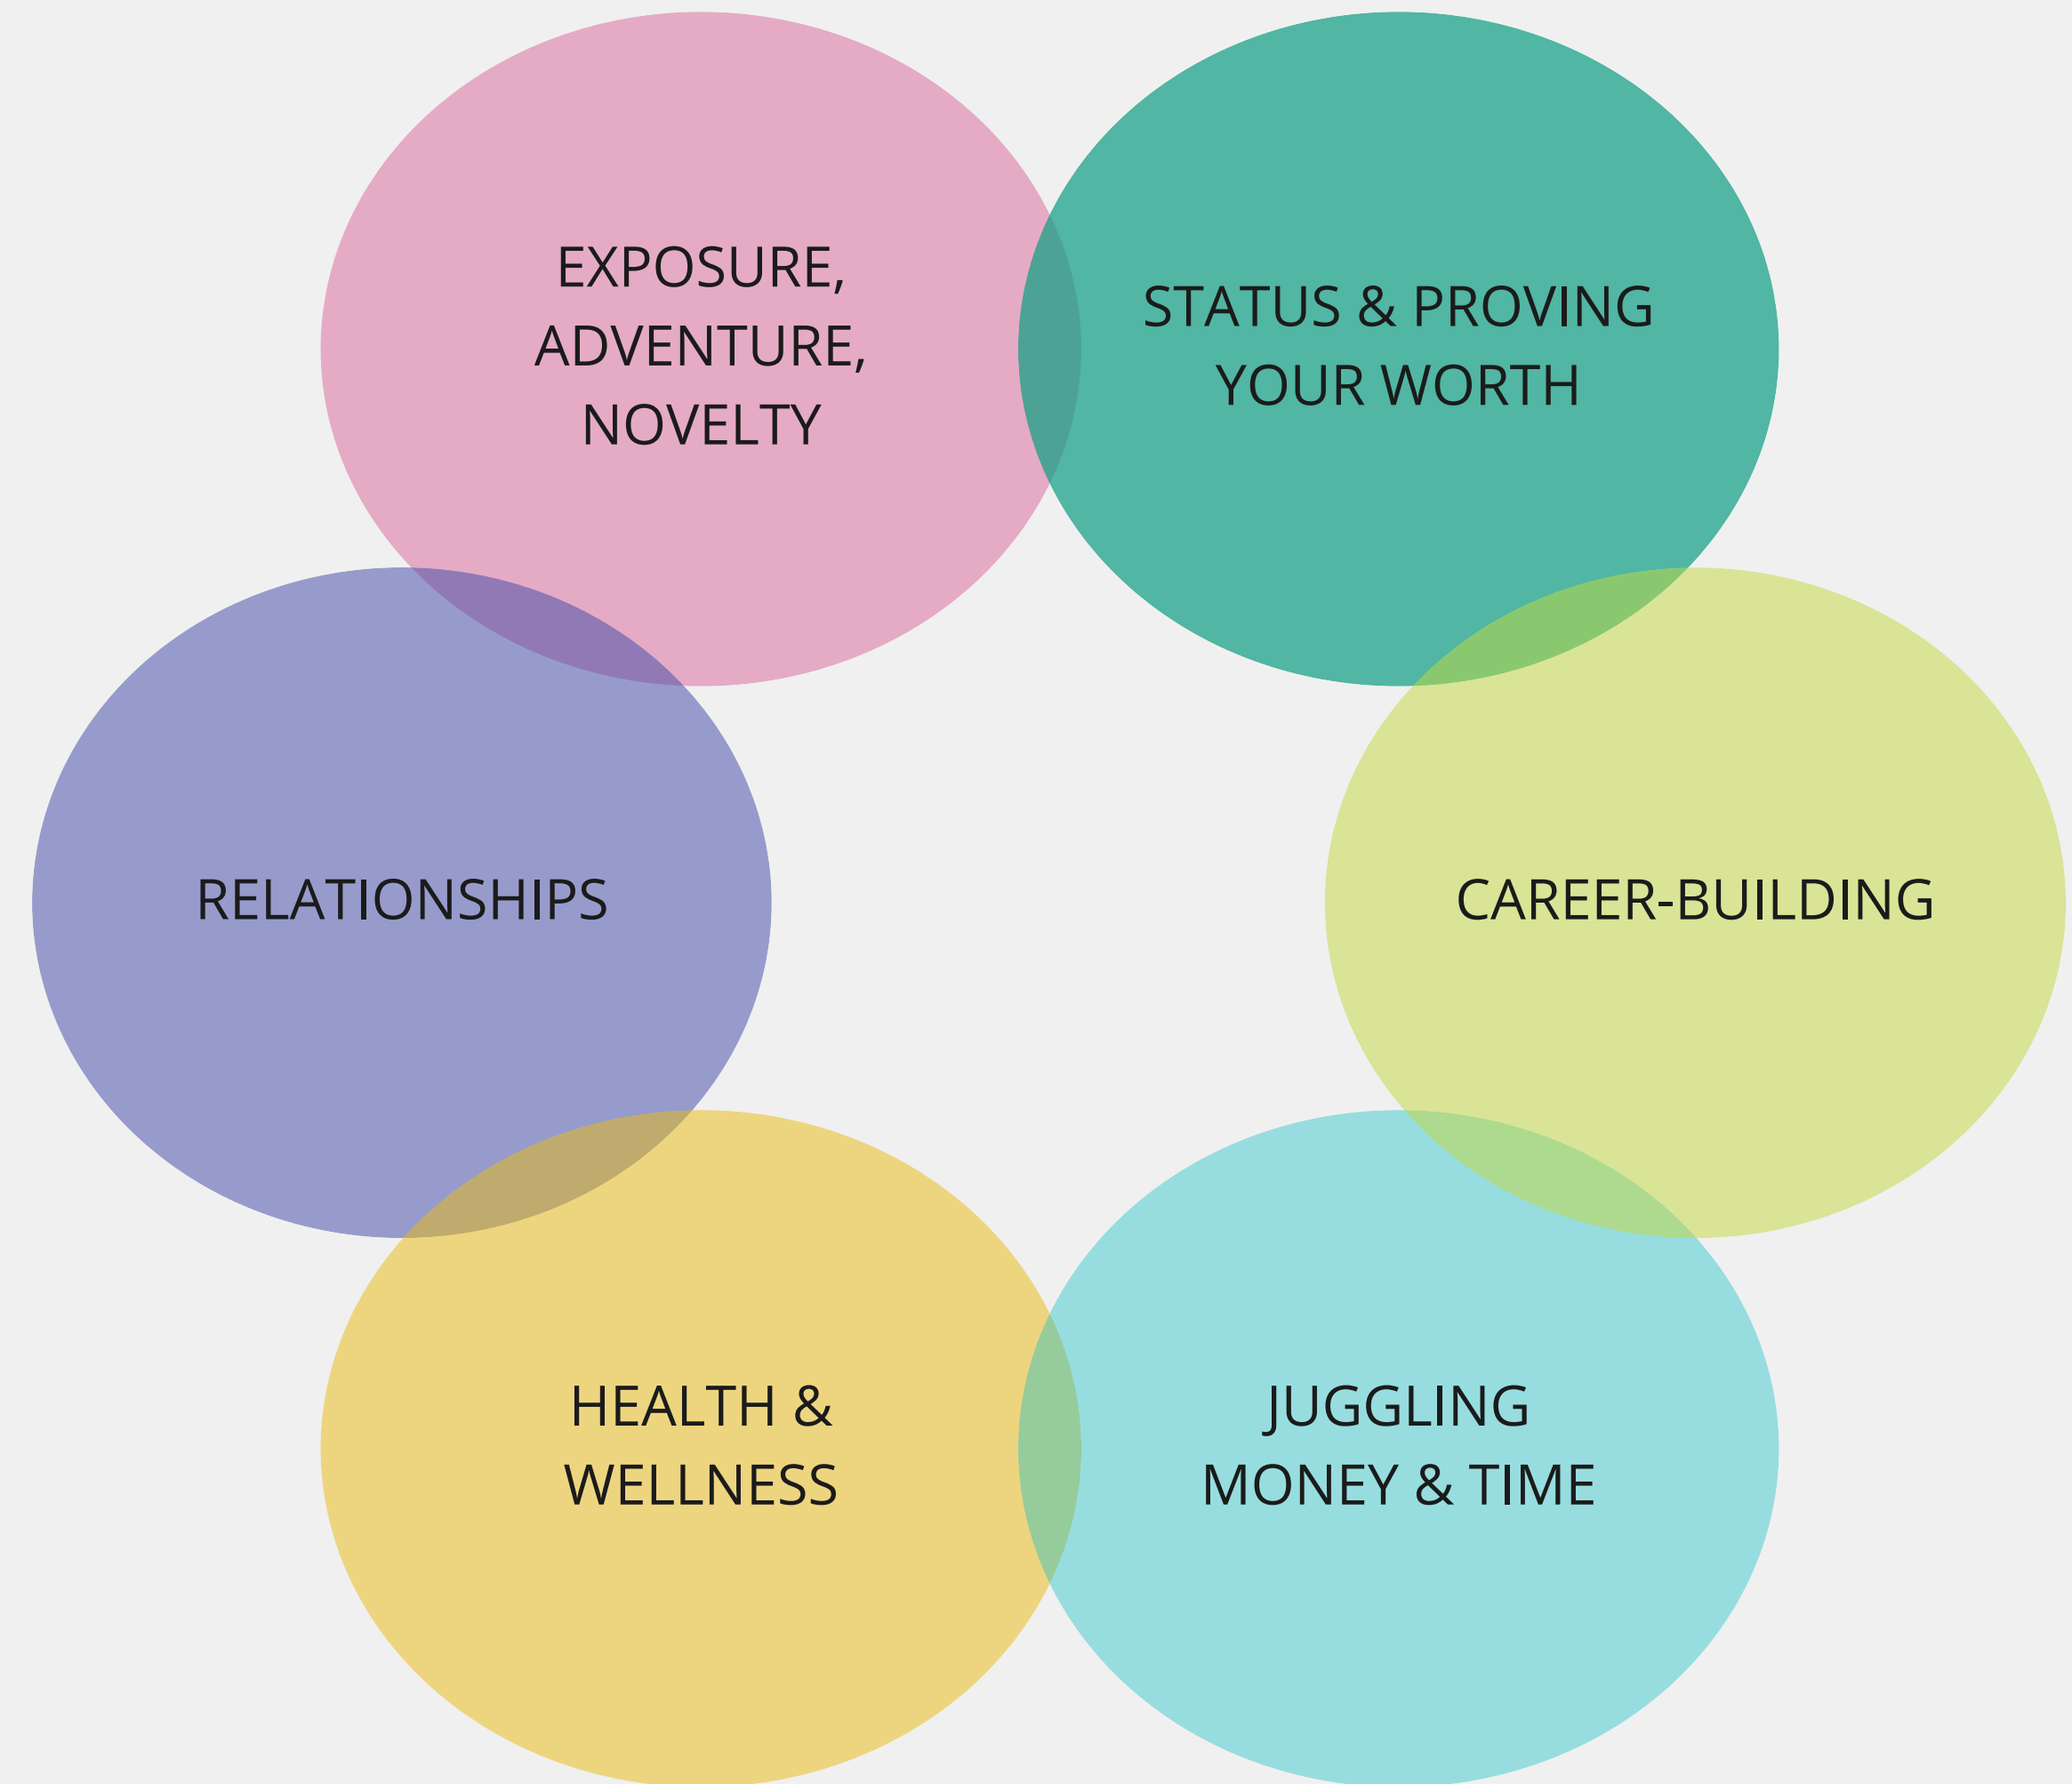 EXPOSURE,
ADVENTURE,
NOVELTY
STATUS & PROVING
YOUR WORTH
RELATIONSHIPS
CAREER-BUILDING
HEALTH &
WELLNESS
JUGGLING
MONEY & TIME